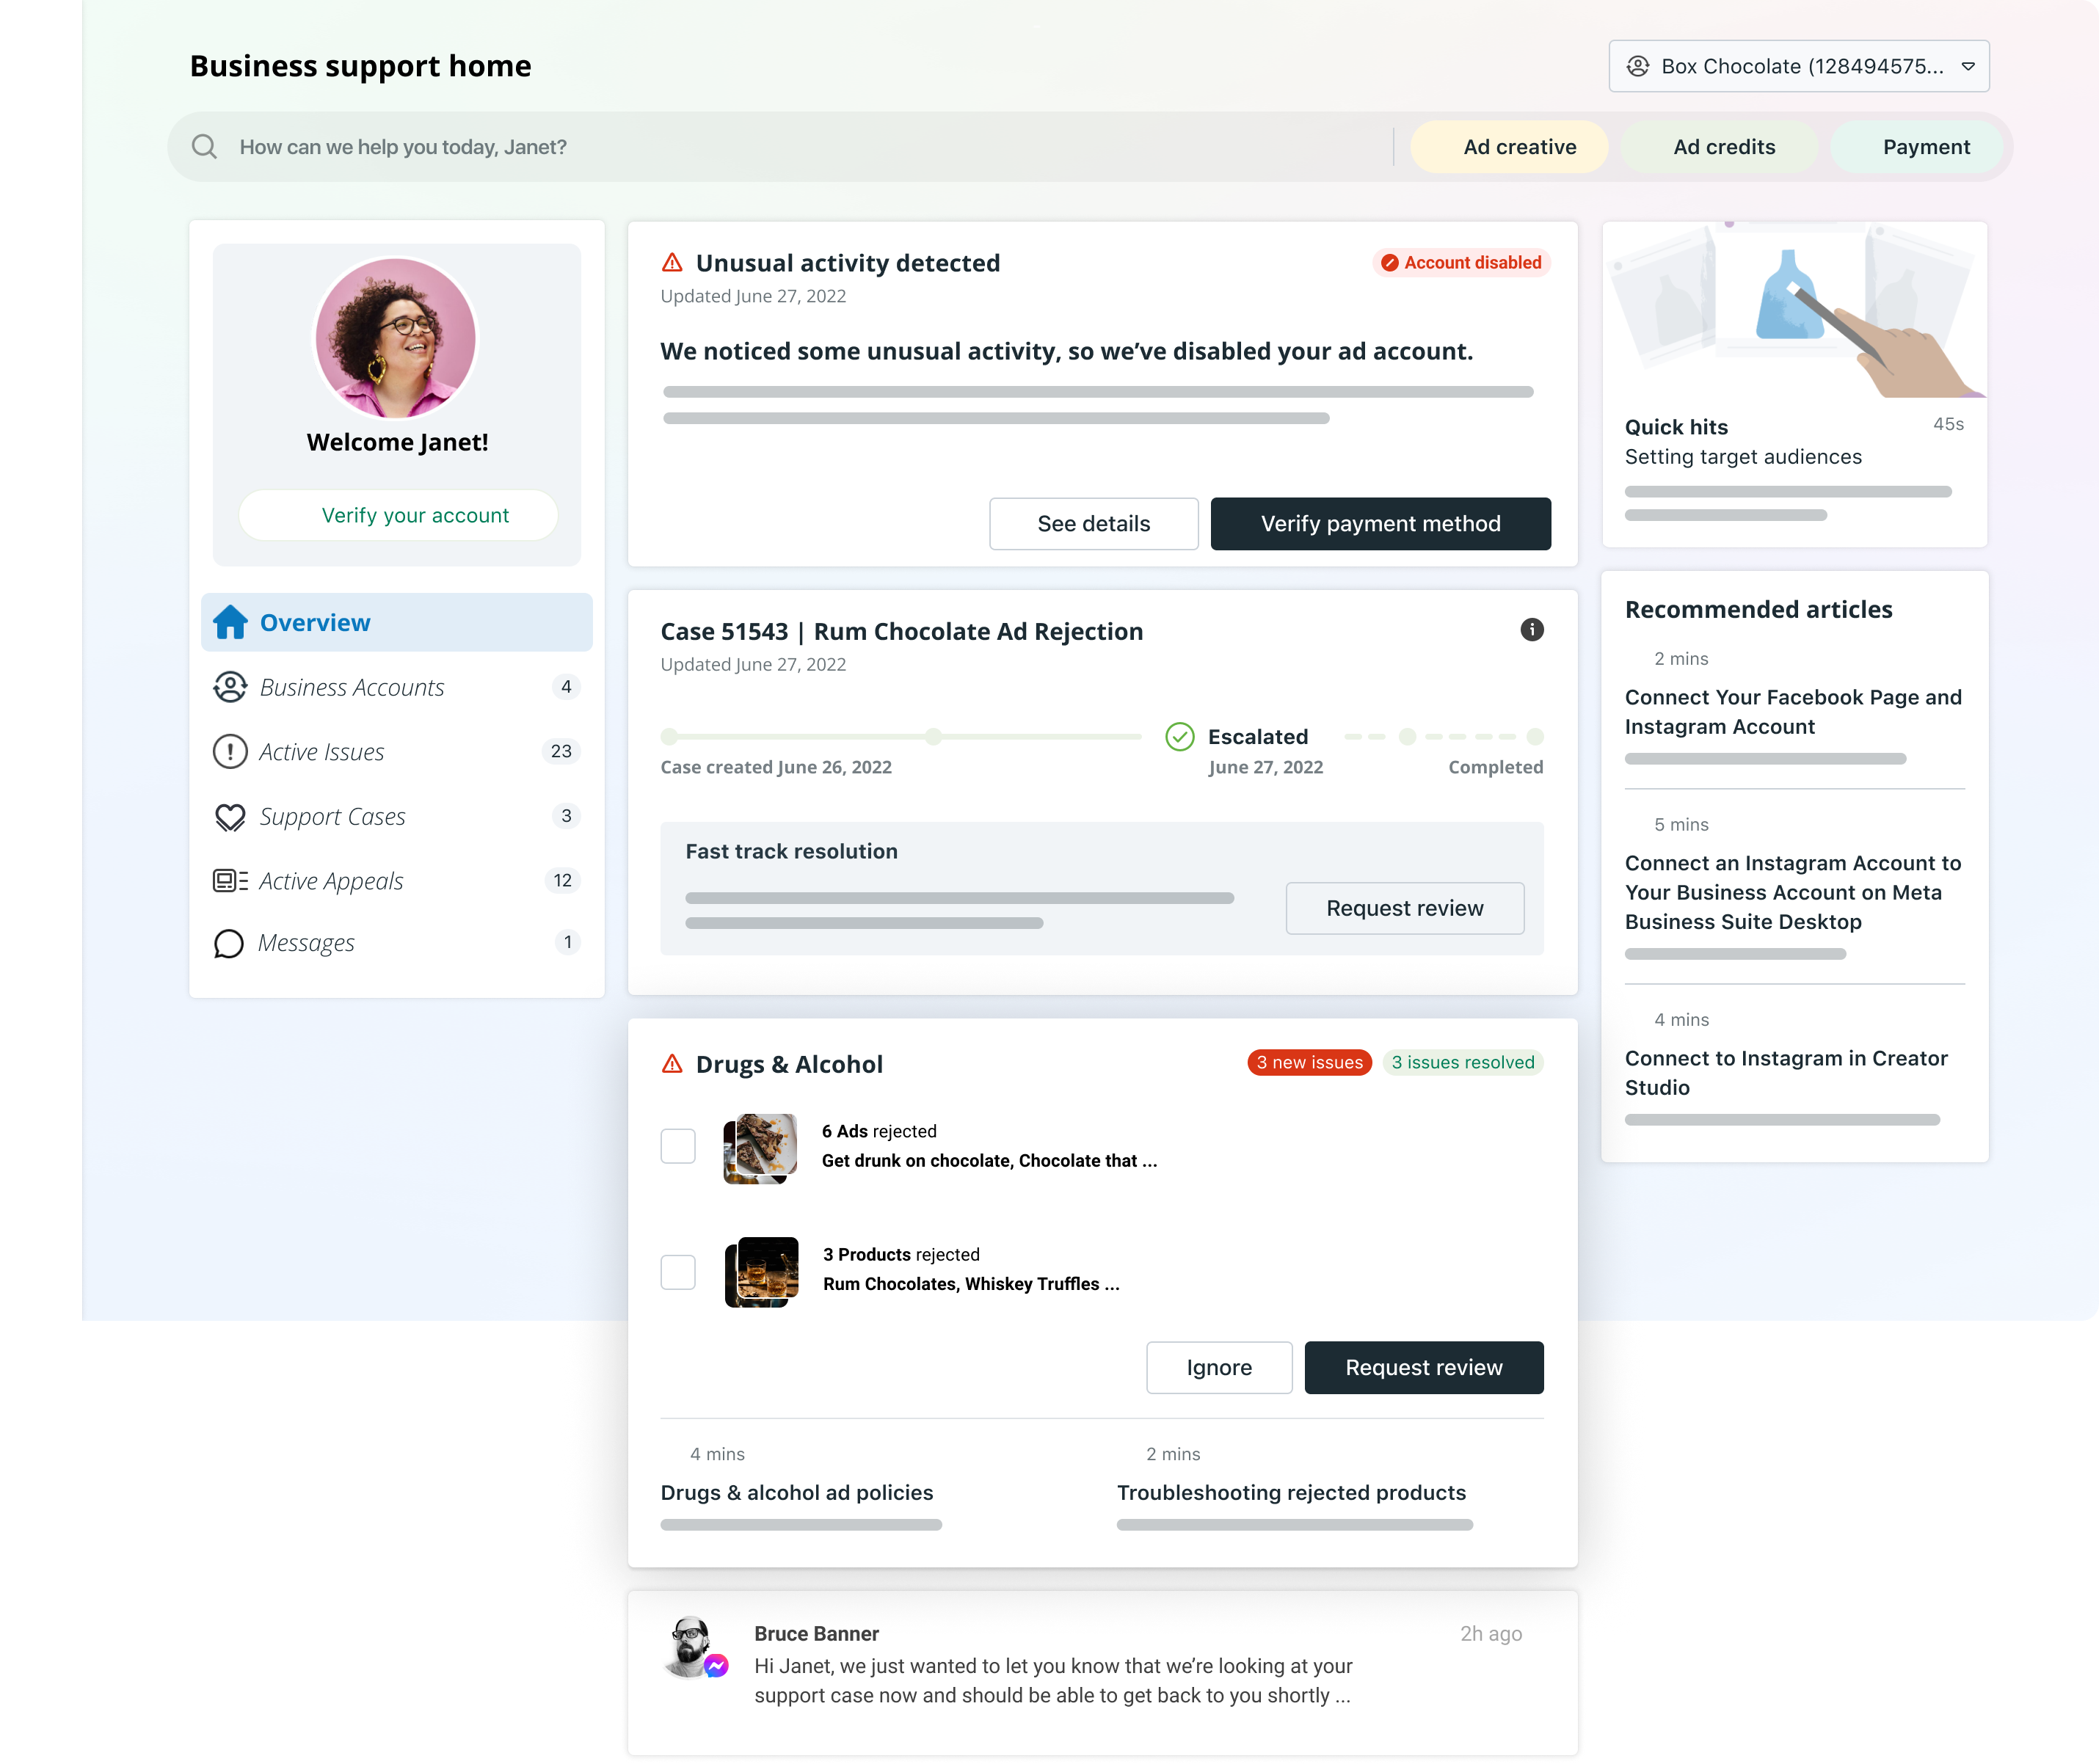 Business support home
Box Chocolate (128494575...
How can we help you today, Janet?
Ad creative
Ad credits
Payment
Welcome Janet!
Verify your account
Overview
Business Accounts
4
Active Issues
23
Support Cases
3
Active Appeals
12
Messages
1
Unusual activity detected
Account disabled
Updated June 27, 2022
We noticed some unusual activity, so we’ve disabled your ad account.
See details
Verify payment method
Case 51543 | Rum Chocolate Ad Rejection
Updated June 27, 2022
Escalated
Case created June 26, 2022
June 27, 2022
Completed
Fast track resolution
Request review
Drugs & Alcohol
3 new issues
3 issues resolved
6 Ads rejected
Get drunk on chocolate, Chocolate that ...
3 Products rejected
Rum Chocolates, Whiskey Truffles ...
Ignore
Request review
4 mins
Drugs & alcohol ad policies
2 mins
Troubleshooting rejected products
Bruce Banner
2h ago
Hi Janet, we just wanted to let you know that we’re looking at your
support case now and should be able to get back to you shortly ...
Quick hits
45s
Setting target audiences
Recommended articles
2 mins
Connect Your Facebook Page and
Instagram Account
5 mins
Connect an Instagram Account to
Your Business Account on Meta
Business Suite Desktop
4 mins
Connect to Instagram in Creator
Studio